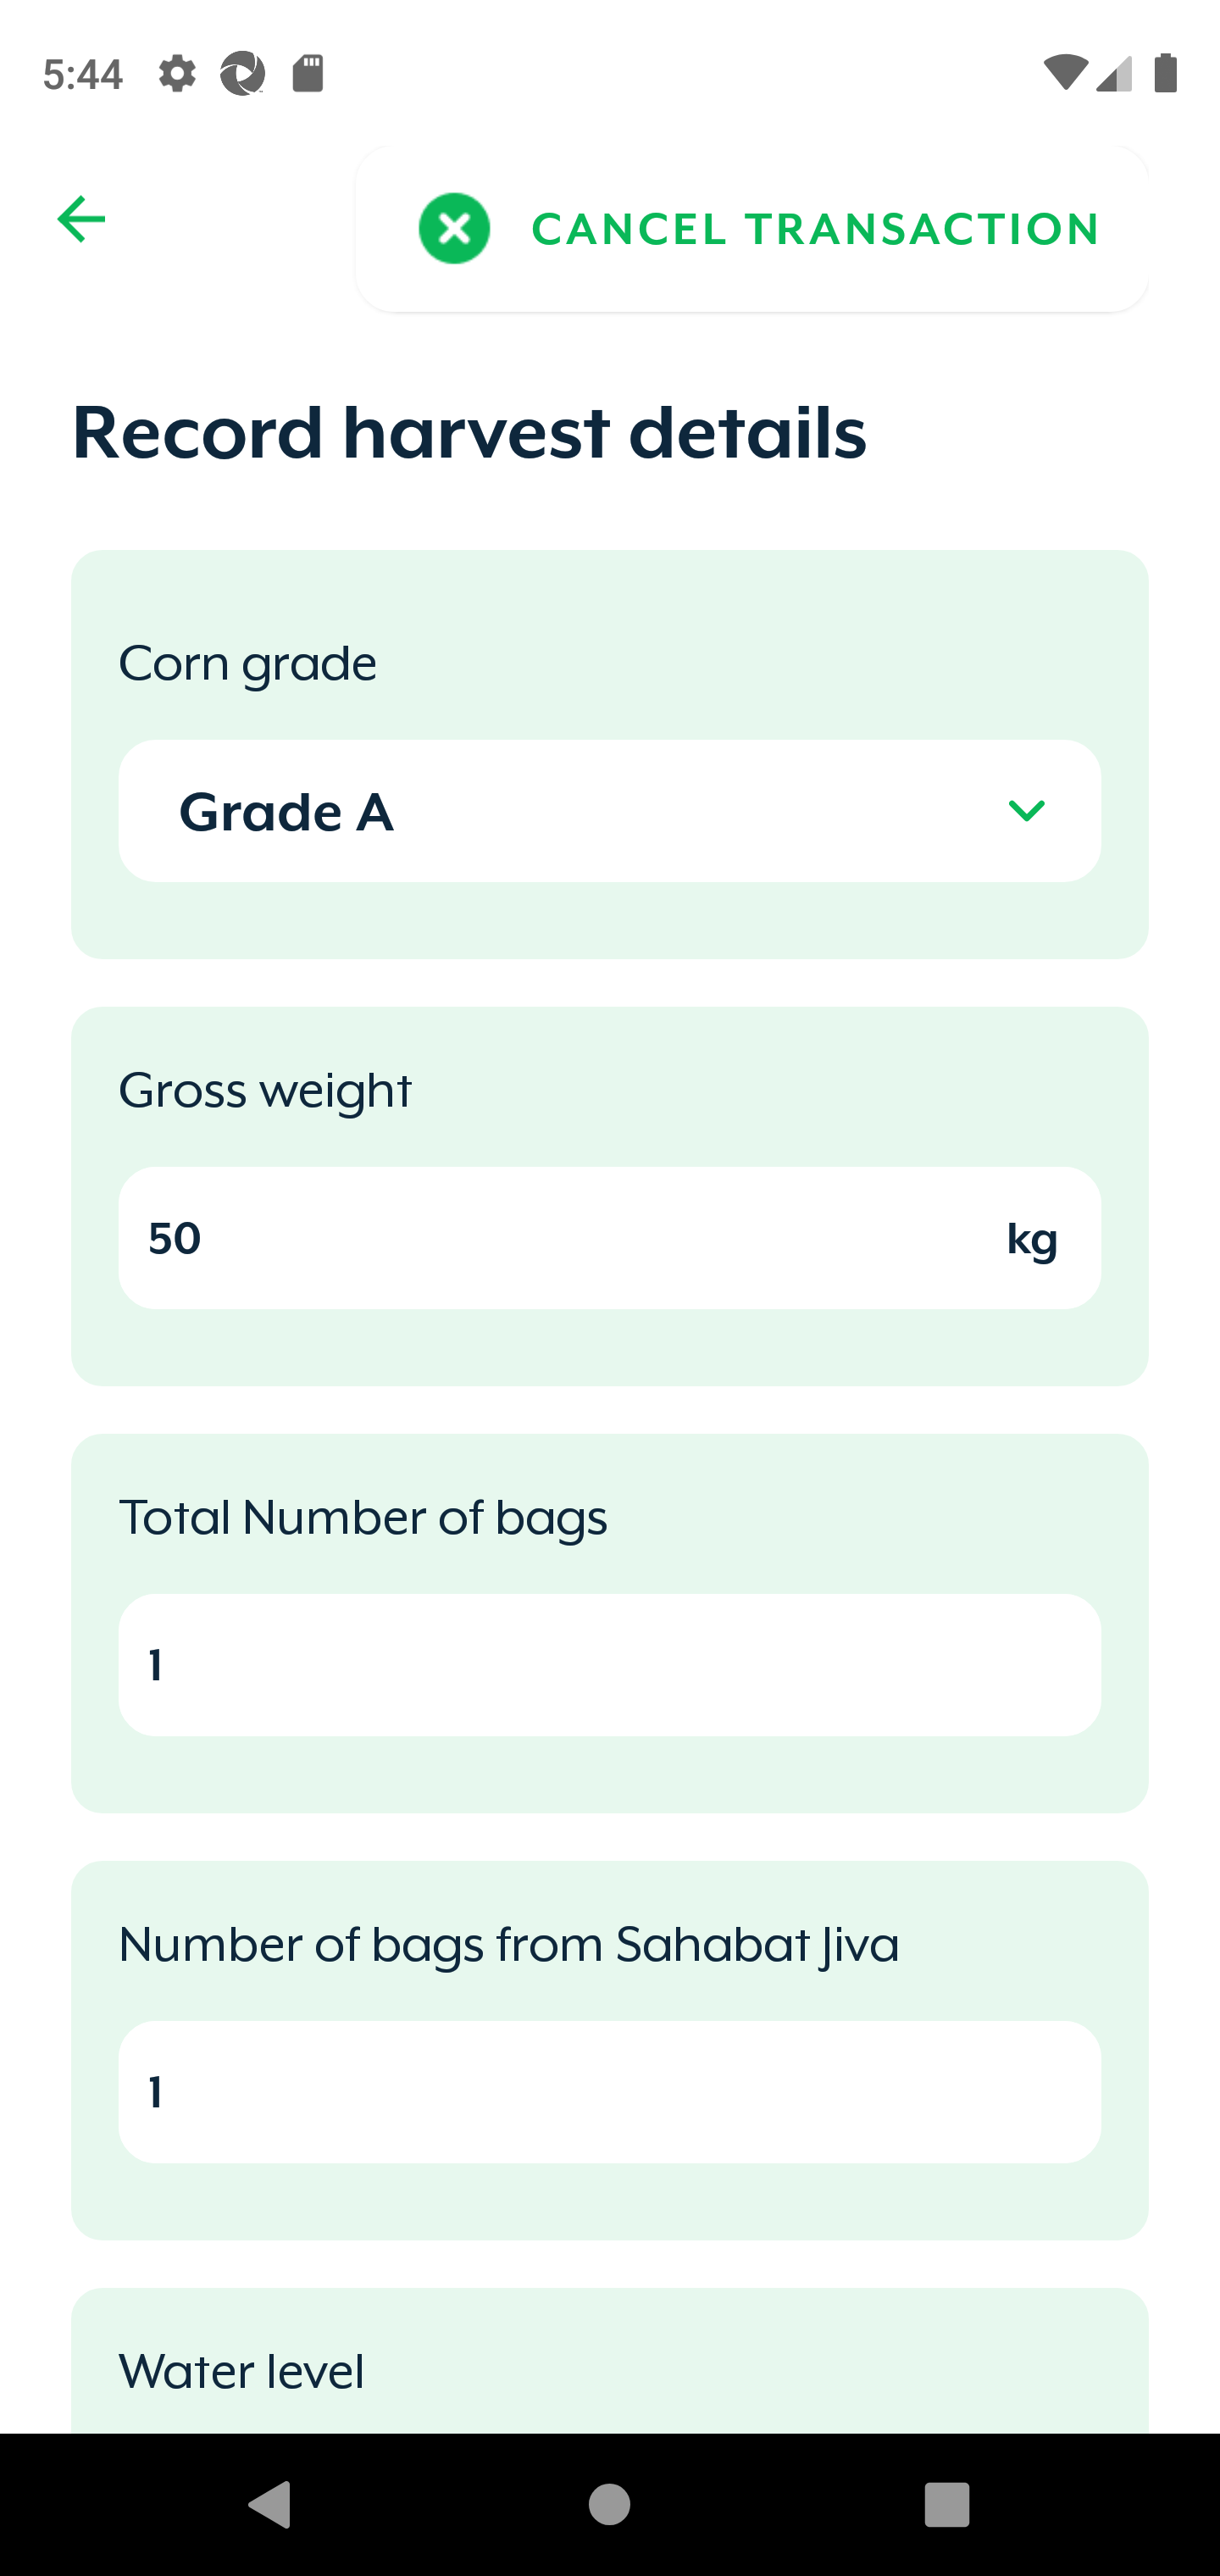 5:44
CANCEL TRANSACTION
Record harvest details
Corn grade
Grade A
Gross weight
50 kg
Total Number of bags
1
Number of bags from Sahabat Jiva
1
Water level